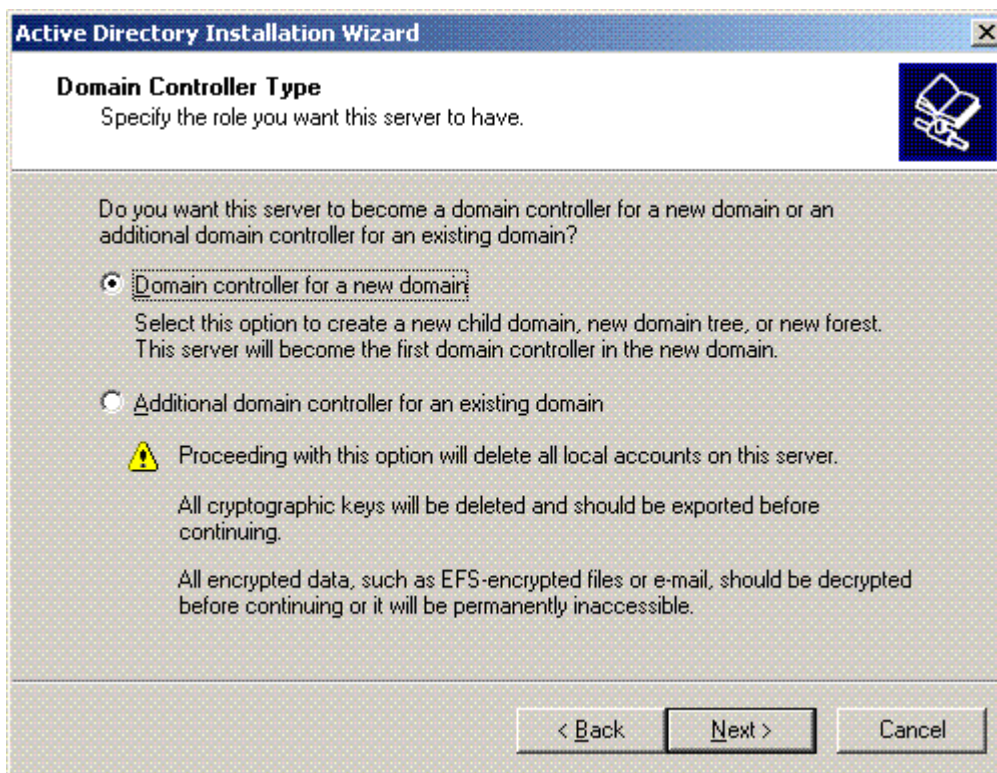 Active Directory Installation Wizard
Domain Controller Type
Specify the role you want this server to have.
Do you want this server to become a domain controller for a new domain or an
additional domain controller for an existing domain?
Domain controller for a new domain
Select this option to create a new child domain, new domain tree, or new forest.
This server will become the first domain controller in the new domain.
Additional domain controller for an existing domain
Proceeding with this option will delete all local accounts on this server.
All cryptographic keys will be deleted and should be exported before
continuing.
All encrypted data, such as EFS-encrypted files or e-mail, should be decrypted
before continuing or it will be permanently inaccessible.
< Back
Next >
Cancel